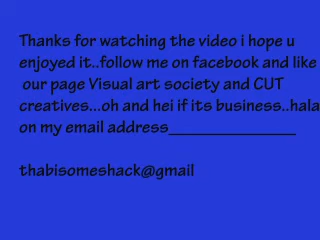 Thanks for watching the video i hope u
enjoyed it..follow me on facebook and like
our page Visual art society and CUT
creatives...oh and hei if its business..hala
on my email address_______________
thabisomeshack@gmail